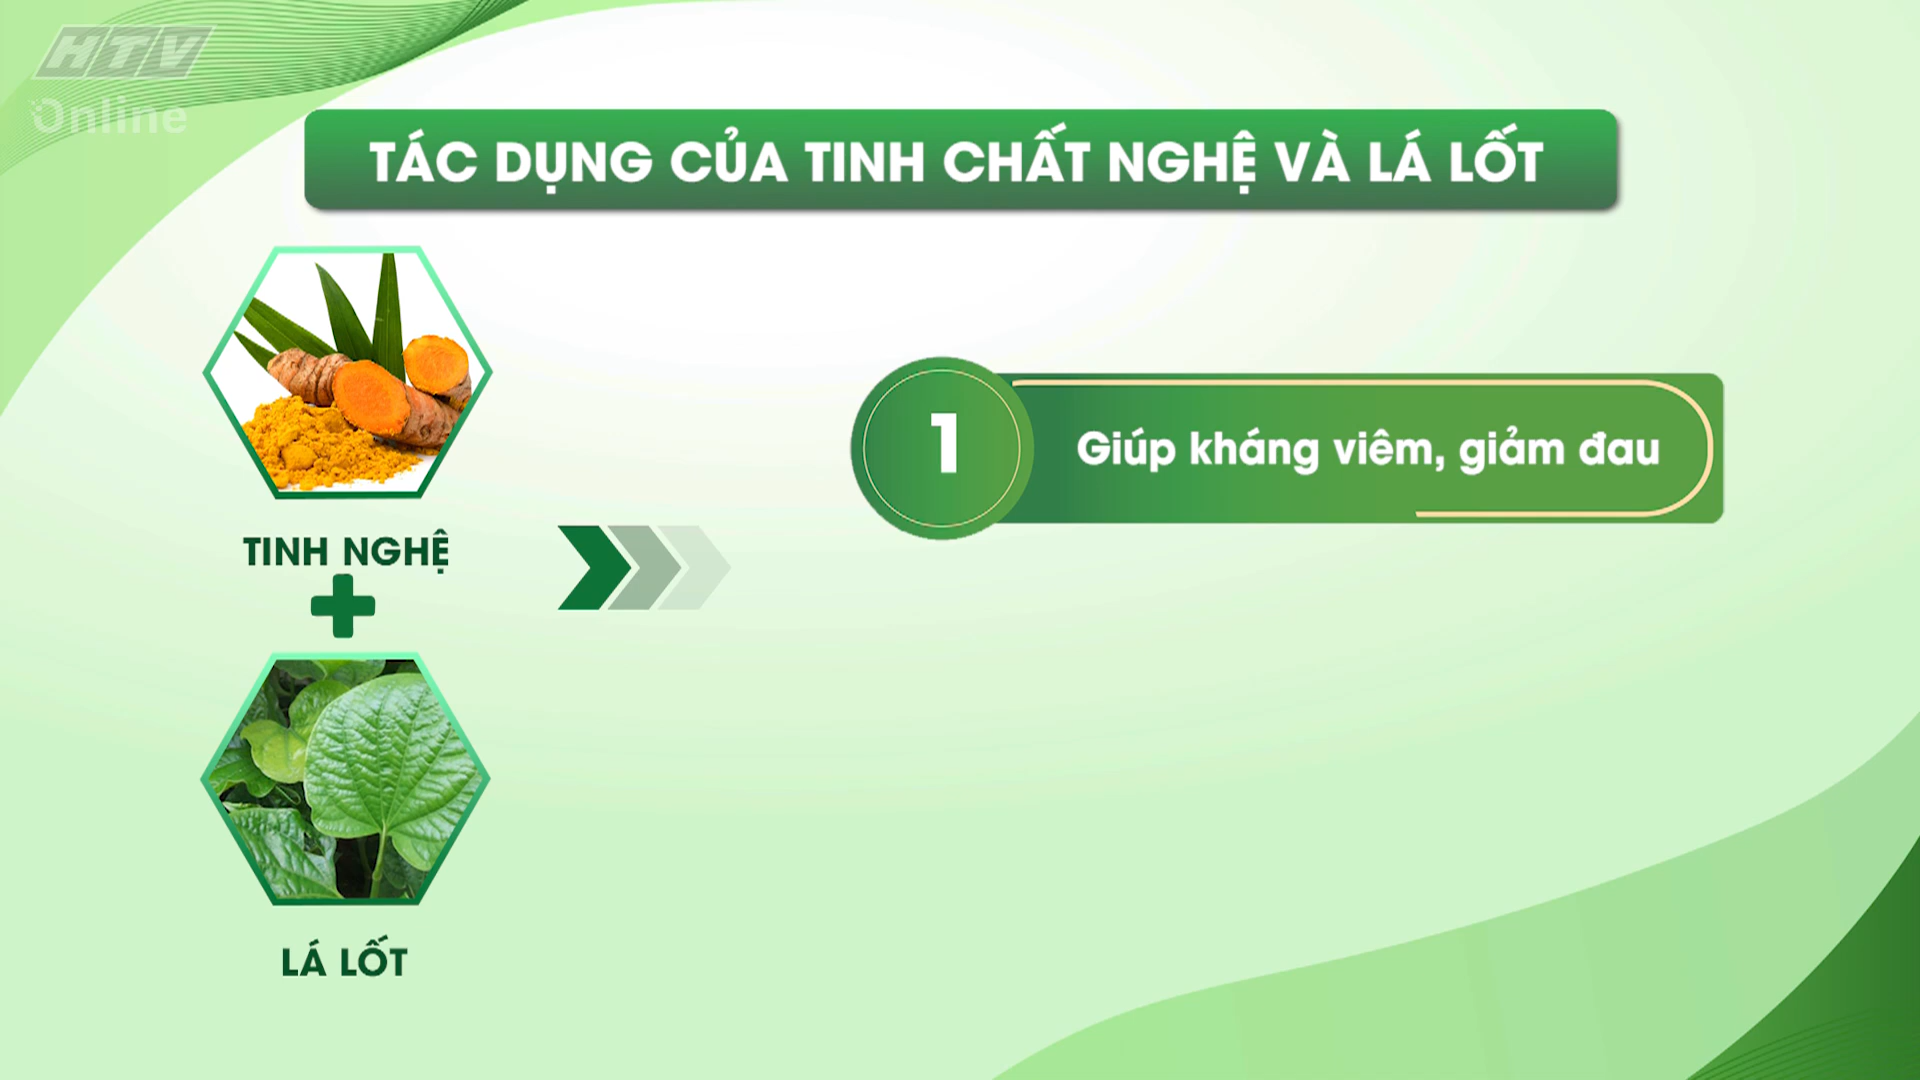 HTV
Online
TÁC DỤNG CỦA TINH CHẤT NGHỆ VÀ LÁ LỐT
TINH NGHỆ
LÁ LỐT
1
Giúp kháng viêm, giảm đau